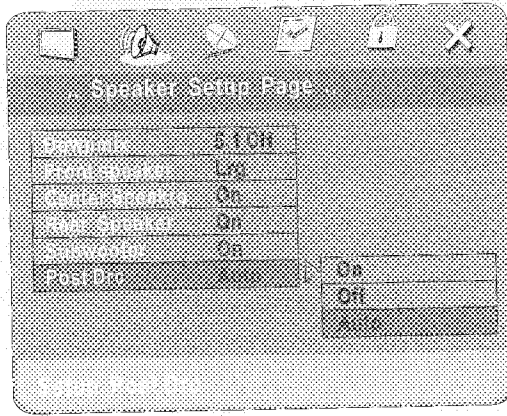 .. Speaker Setup Page ..
Downmix 5.1 CH
Front Speaker Lrg
Center Speaker On
Rear Speaker On
Subwoofer On
Post Drc Auto
On
Off
Auto